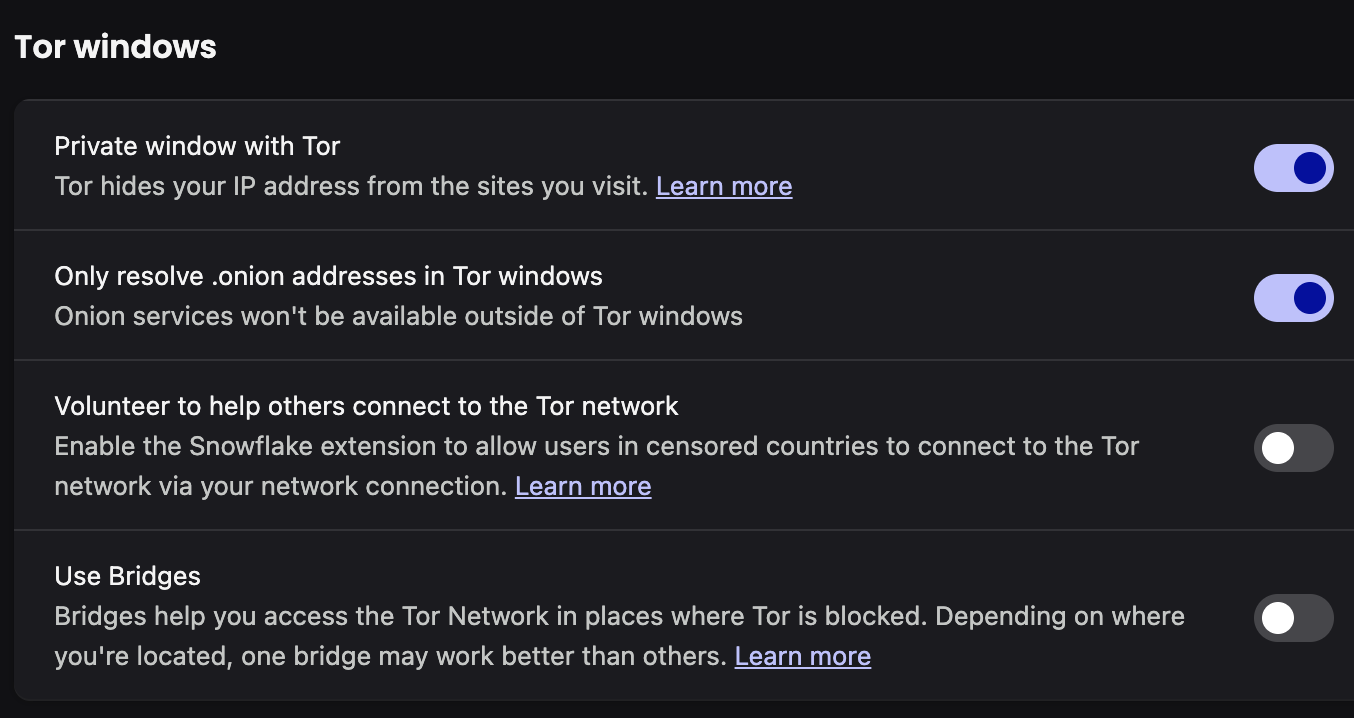 Tor windows
Private window with Tor
Tor hides your IP address from the sites you visit. Learn more
Only resolve .onion addresses in Tor windows
Onion services won't be available outside of Tor windows
Volunteer to help others connect to the Tor network
Enable the Snowflake extension to allow users in censored countries to connect to the Tor
network via your network connection. Learn more
Use Bridges
Bridges help you access the Tor Network in places where Tor is blocked. Depending on where
you're located, one bridge may work better than others. Learn more